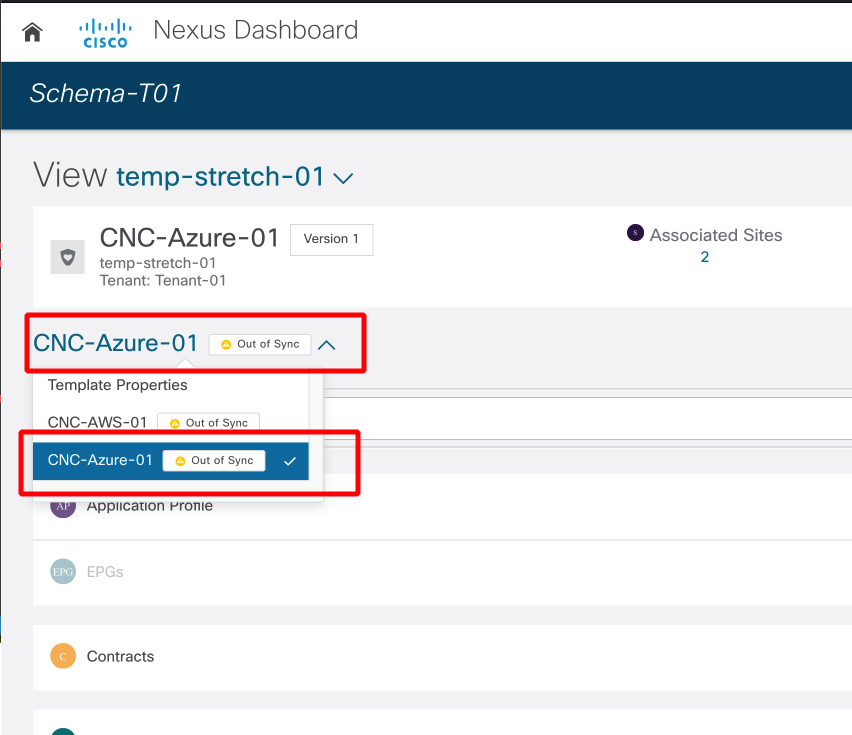 CISCO Nexus Dashboard
Schema-T01
View temp-stretch-01
CNC-Azure-01 Version 1
temp-stretch-01
Tenant: Tenant-01
S Associated Sites
2
CNC-Azure-01 Out of Sync
Template Properties
CNC-AWS-01 Out of Sync
CNC-Azure-01 Out of Sync
AP Application Profile
EPG EPGs
C Contracts